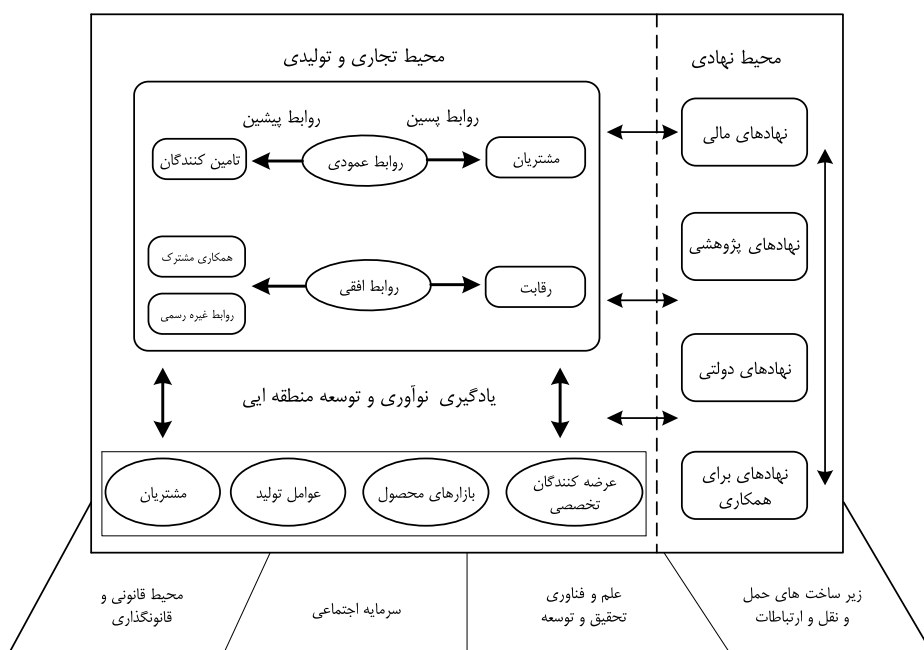 محیط نهادی
محیط تجاری و تولیدی
روابط پسین
روابط پیشین
نهادهای مالی
مشتریان
روابط عمودی
تامین کنندگان
نهادهای پژوهشی
همکاری مشترک
رقابت
روابط افقی
روابط غیره رسمی
نهادهای دولتی
یادگیری نوآوری و توسعه منطقه ایی
نهادهای برای
همکاری
عرضه کنندگان
تخصصی
بازارهای محصول
عوامل تولید
مشتریان
زیر ساخت های حمل
و نقل و ارتباطات
علم و فناوری
تحقیق و توسعه
سرمایه اجتماعی
محیط قانونی و
قانونگذاری